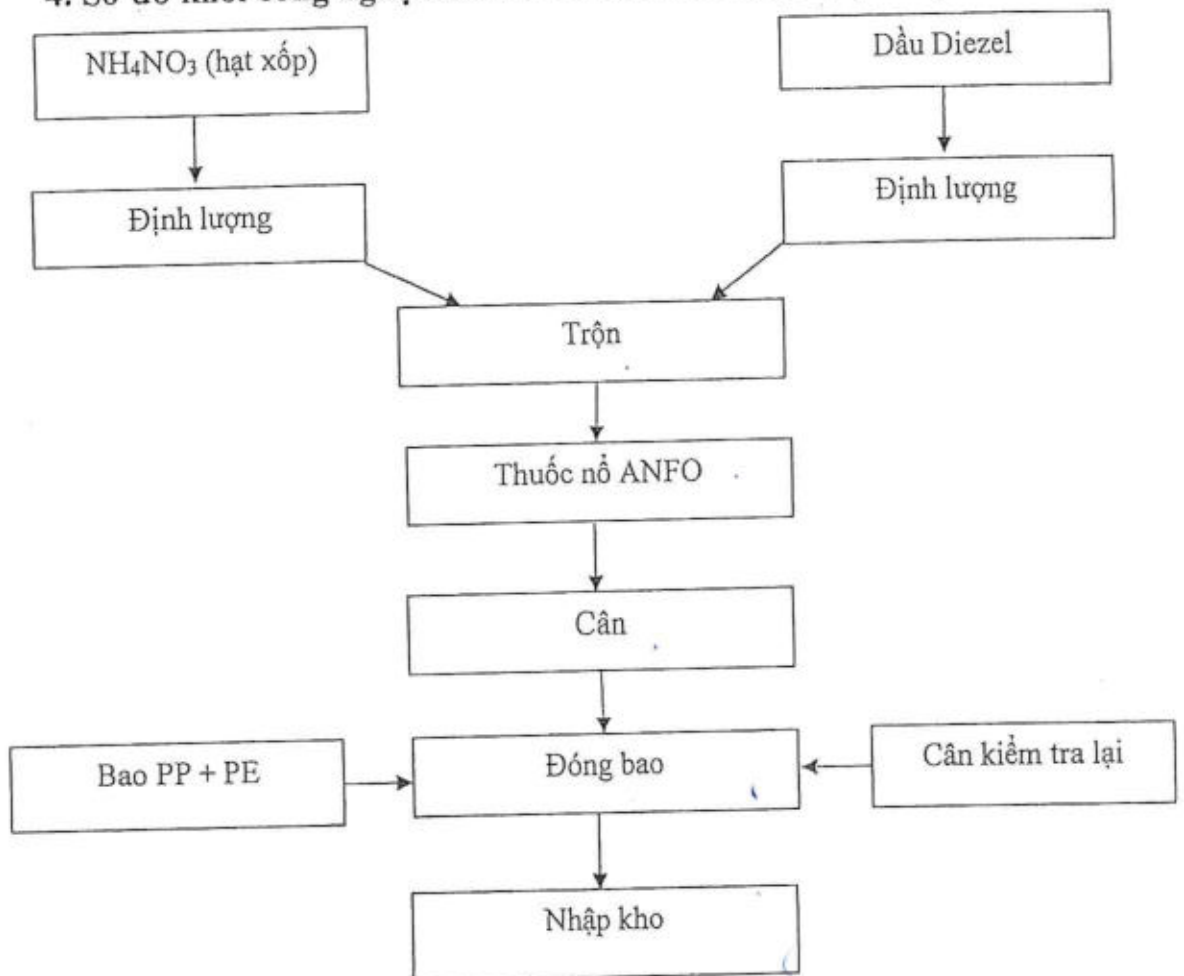 4. Sơ đồ khối công ngh
NH₄NO₃ (hạt xốp)
Dầu Diezel
Định lượng
Định lượng
Trộn
Thuốc nổ ANFO
Cân
Bao PP + PE
Đóng bao
Cân kiểm tra lại
Nhập kho